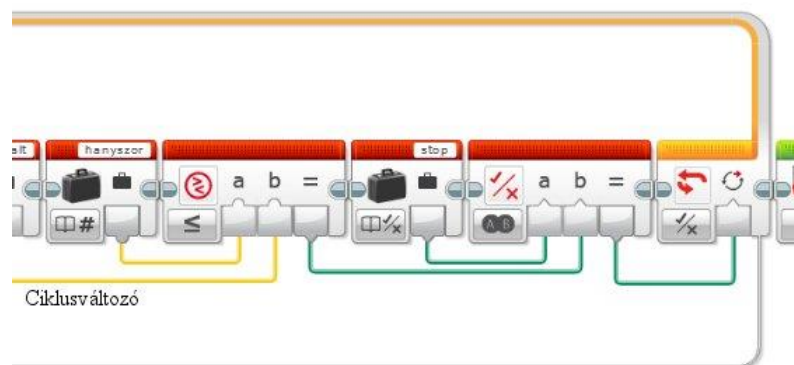 hanyszor
stop
a b =
a b =
#
≤
A B
Ciklusváltozó